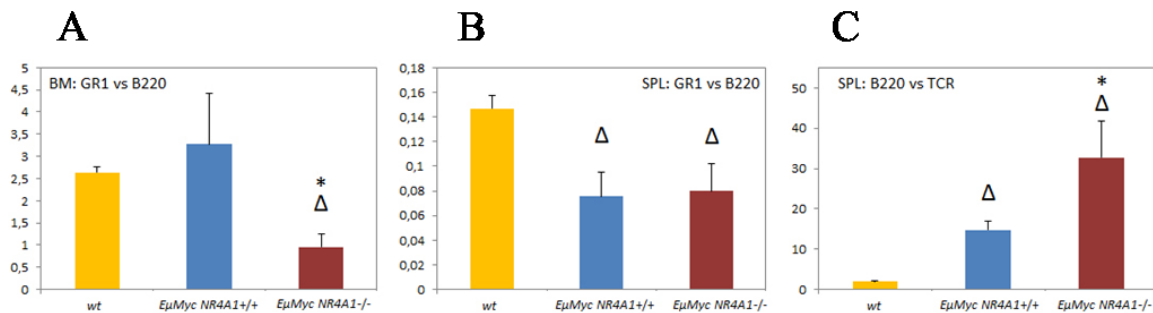 A
B
C
BM: GR1 vs B220
5
4,5
4
3,5
3
2,5
2
1,5
1
0,5
0
*
Δ
wt
EμMyc NR4A1+/+
EμMyc NR4A1-/-
SPL: GR1 vs B220
0,18
0,16
0,14
0,12
0,1
0,08
0,06
0,04
0,02
0
Δ
Δ
wt
EμMyc NR4A1+/+
EμMyc NR4A1-/-
SPL: B220 vs TCR
50
40
30
20
10
0
Δ
*
Δ
wt
EμMyc NR4A1+/+
EμMyc NR4A1-/-